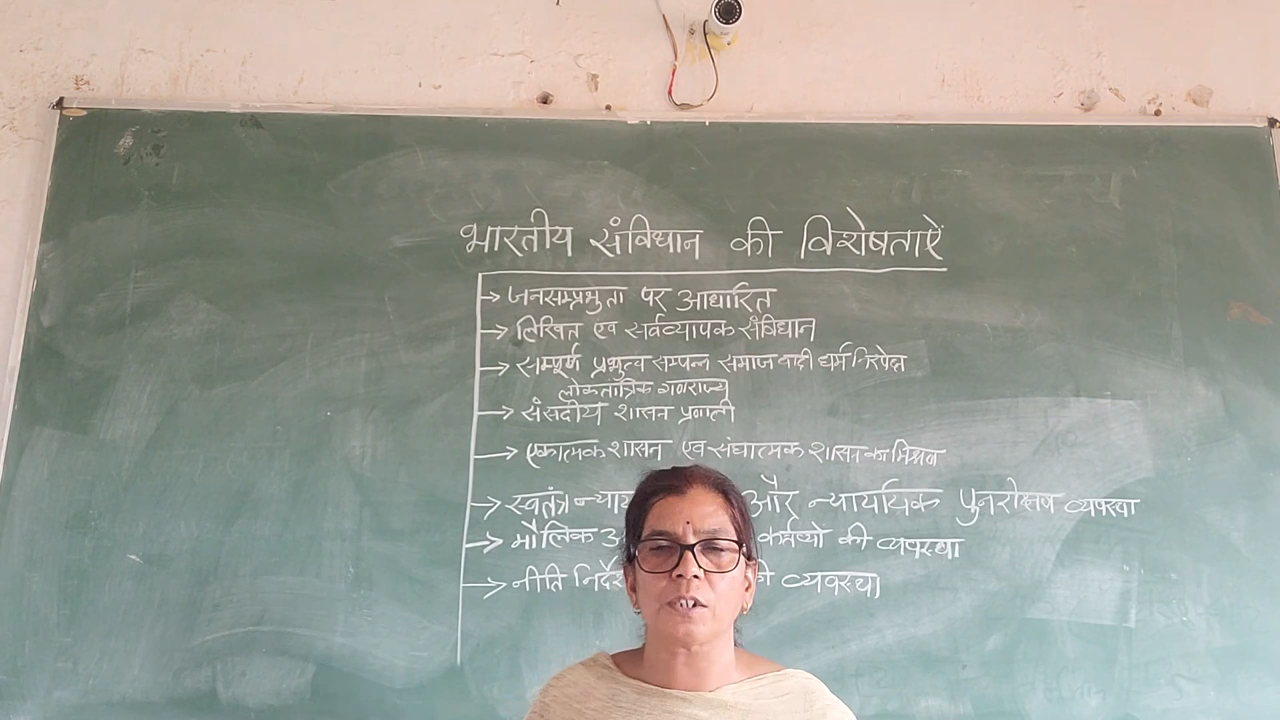 भारतीय संविधान की विशेषताऐं
जनसम्प्रभुता पर आधारित
लिखित एवं सर्वव्यापक संविधान
सम्पूर्ण प्रभुत्व सम्पन्न समाजवादी धर्म निरपेक्ष
लोकतांत्रिक गणराज्य
संसदीय शासन प्रणाली
एकात्मक शासन एवं संघात्मक शासन का मिश्रण
स्वतंत्र और न्यायायिक पुनरोक्षण व्यवस्था
मौलिक कर्तव्यों की व्यवस्था
नीति व्यवस्था